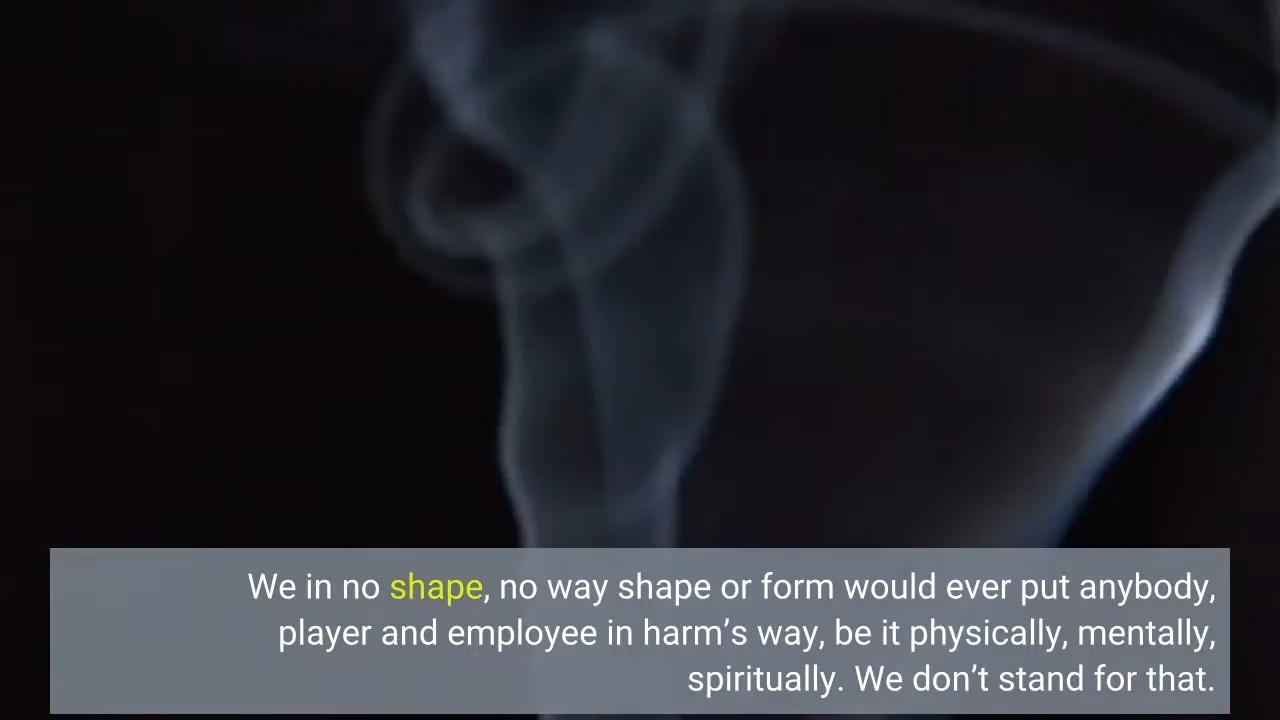 We in no shape, no way shape or form would ever put anybody,
player and employee in harm’s way, be it physically, mentally,
spiritually. We don’t stand for that.